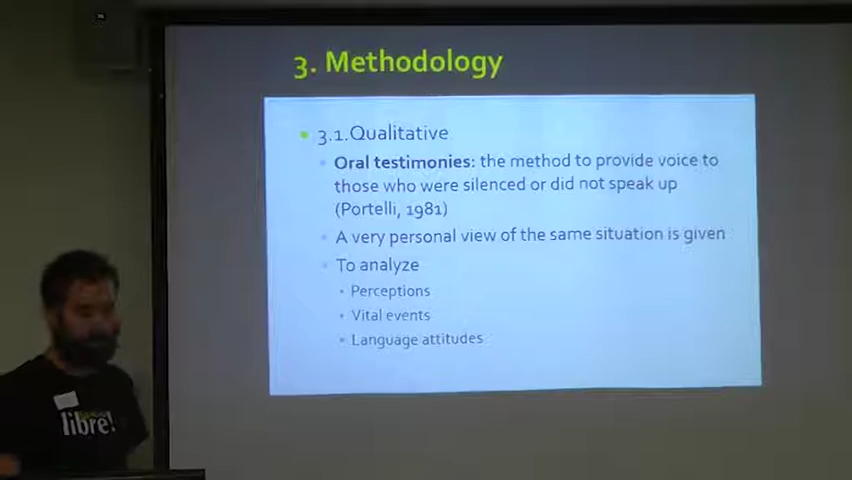 3. Methodology
3.1.Qualitative
Oral testimonies: the method to provide voice to
those who were silenced or did not speak up
(Portelli, 1981)
A very personal view of the same situation is given
To analyze
Perceptions
Vital events
Language attitudes
libre!